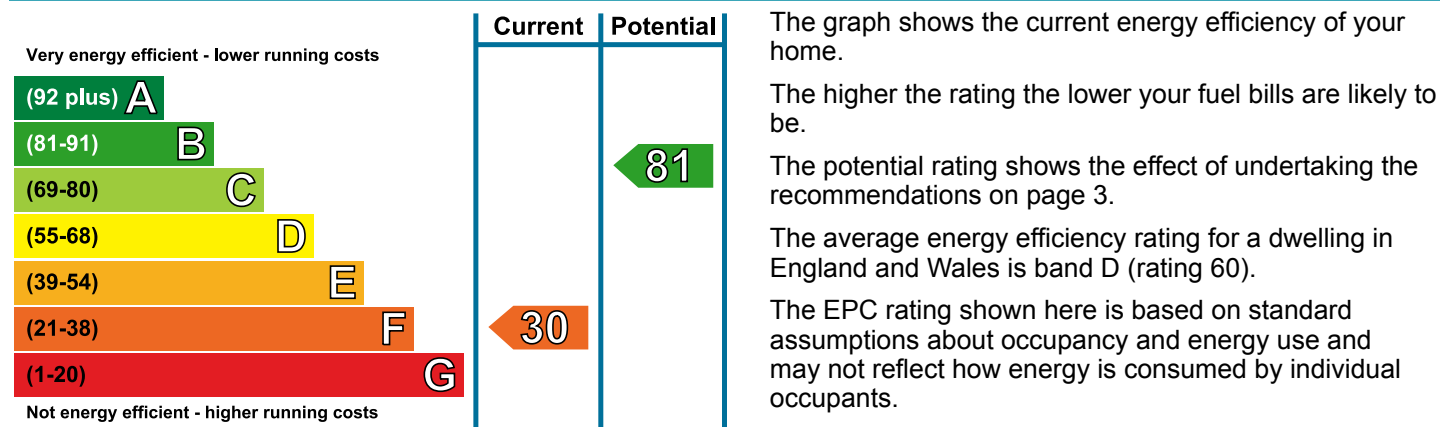 Current Potential
Very energy efficient - lower running costs
(92 plus) A
(81-91) B
(69-80) C
(55-68) D
(39-54) E
(21-38) F
(1-20) G
Not energy efficient - higher running costs
81
30
The graph shows the current energy efficiency of your
home.
The higher the rating the lower your fuel bills are likely to
be.
The potential rating shows the effect of undertaking the
recommendations on page 3.
The average energy efficiency rating for a dwelling in
England and Wales is band D (rating 60).
The EPC rating shown here is based on standard
assumptions about occupancy and energy use and
may not reflect how energy is consumed by individual
occupants.